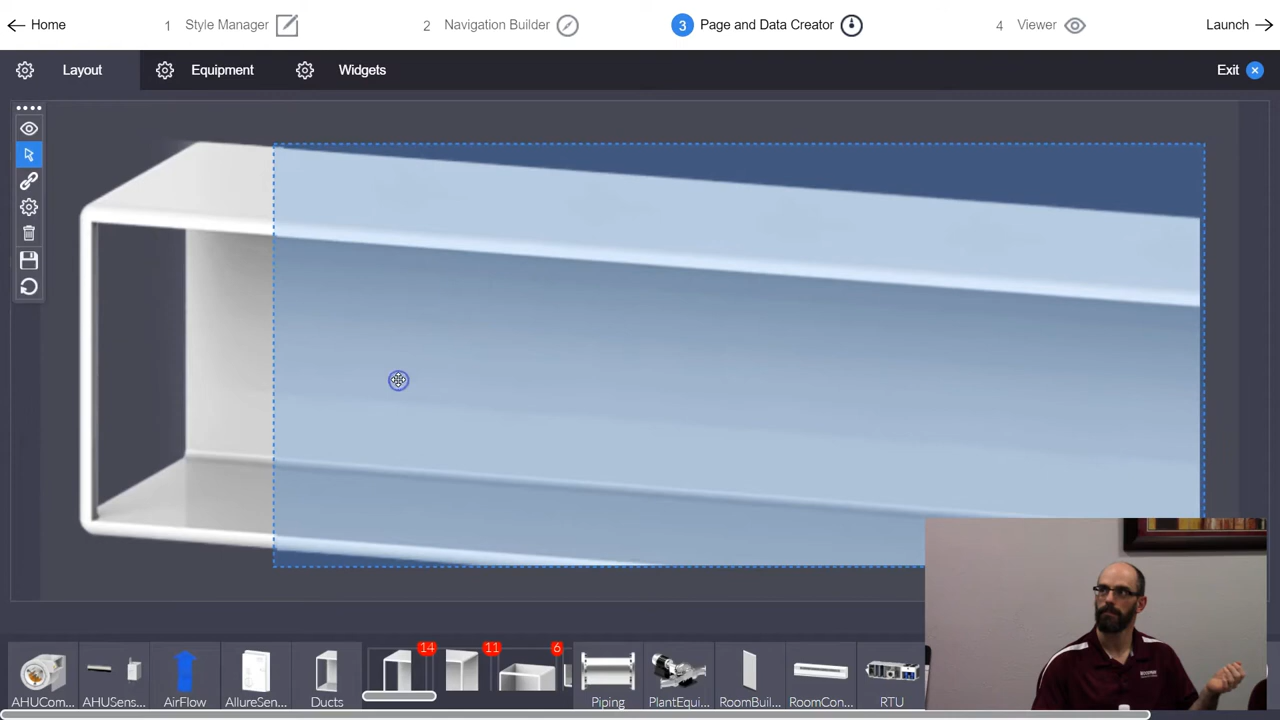 Home 1 Style Manager 2 Navigation Builder 3 Page and Data Creator 4 Viewer Launch
Layout Equipment Widgets Exit
14 11 6
AHUCom... AHUSens... AirFlow AllureSen... Ducts Piping PlantEqui... RoomBuil... RoomCon... RTU